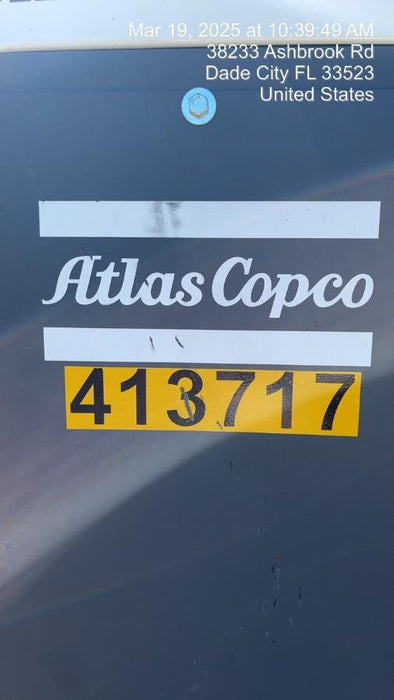 Mar 19, 2025 at 10:39:49 AM
38233 Ashbrook Rd
Dade City FL 33523
United States
Atlas Copco
413717